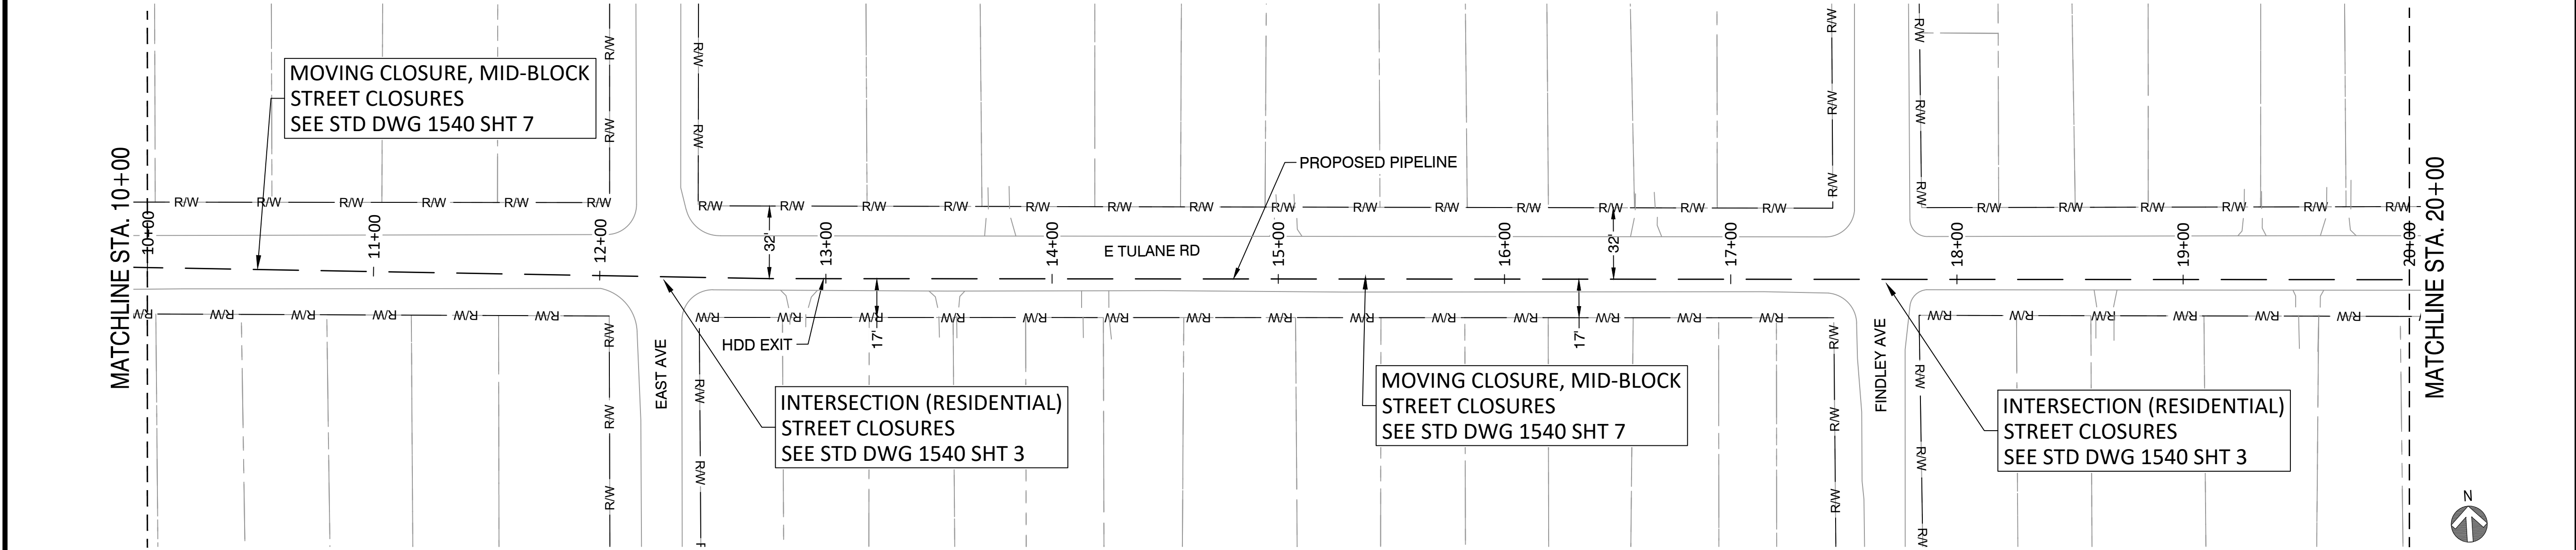 MATCHLINE STA. 10+00
MOVING CLOSURE, MID-BLOCK
STREET CLOSURES
SEE STD DWG 1540 SHT 7
R/W R/W R/W R/W R/W R/W
R/W
R/W
R/W
R/W
10+00
11+00
12+00
PROPOSED PIPELINE
R/W R/W R/W R/W R/W R/W R/W R/W R/W R/W R/W R/W R/W R/W
R/W
R/W
R/W
R/W
R/W
R/W
R/W R/W R/W R/W R/W R/W
32'
13+00
14+00
E TULANE RD
15+00
16+00
32'
17+00
18+00
19+00
20+00
MATCHLINE STA. 20+00
R/W R/W R/W R/W R/W R/W
R/W R/W R/W R/W R/W R/W R/W R/W R/W R/W R/W R/W R/W R/W
R/W R/W R/W R/W R/W R/W
17'
17'
HDD EXIT
EAST AVE
FINDLEY AVE
R/W
R/W
R/W
R/W
R/W
R/W
R/W
R/W
R/W
R/W
INTERSECTION (RESIDENTIAL)
STREET CLOSURES
SEE STD DWG 1540 SHT 3
MOVING CLOSURE, MID-BLOCK
STREET CLOSURES
SEE STD DWG 1540 SHT 7
INTERSECTION (RESIDENTIAL)
STREET CLOSURES
SEE STD DWG 1540 SHT 3
N